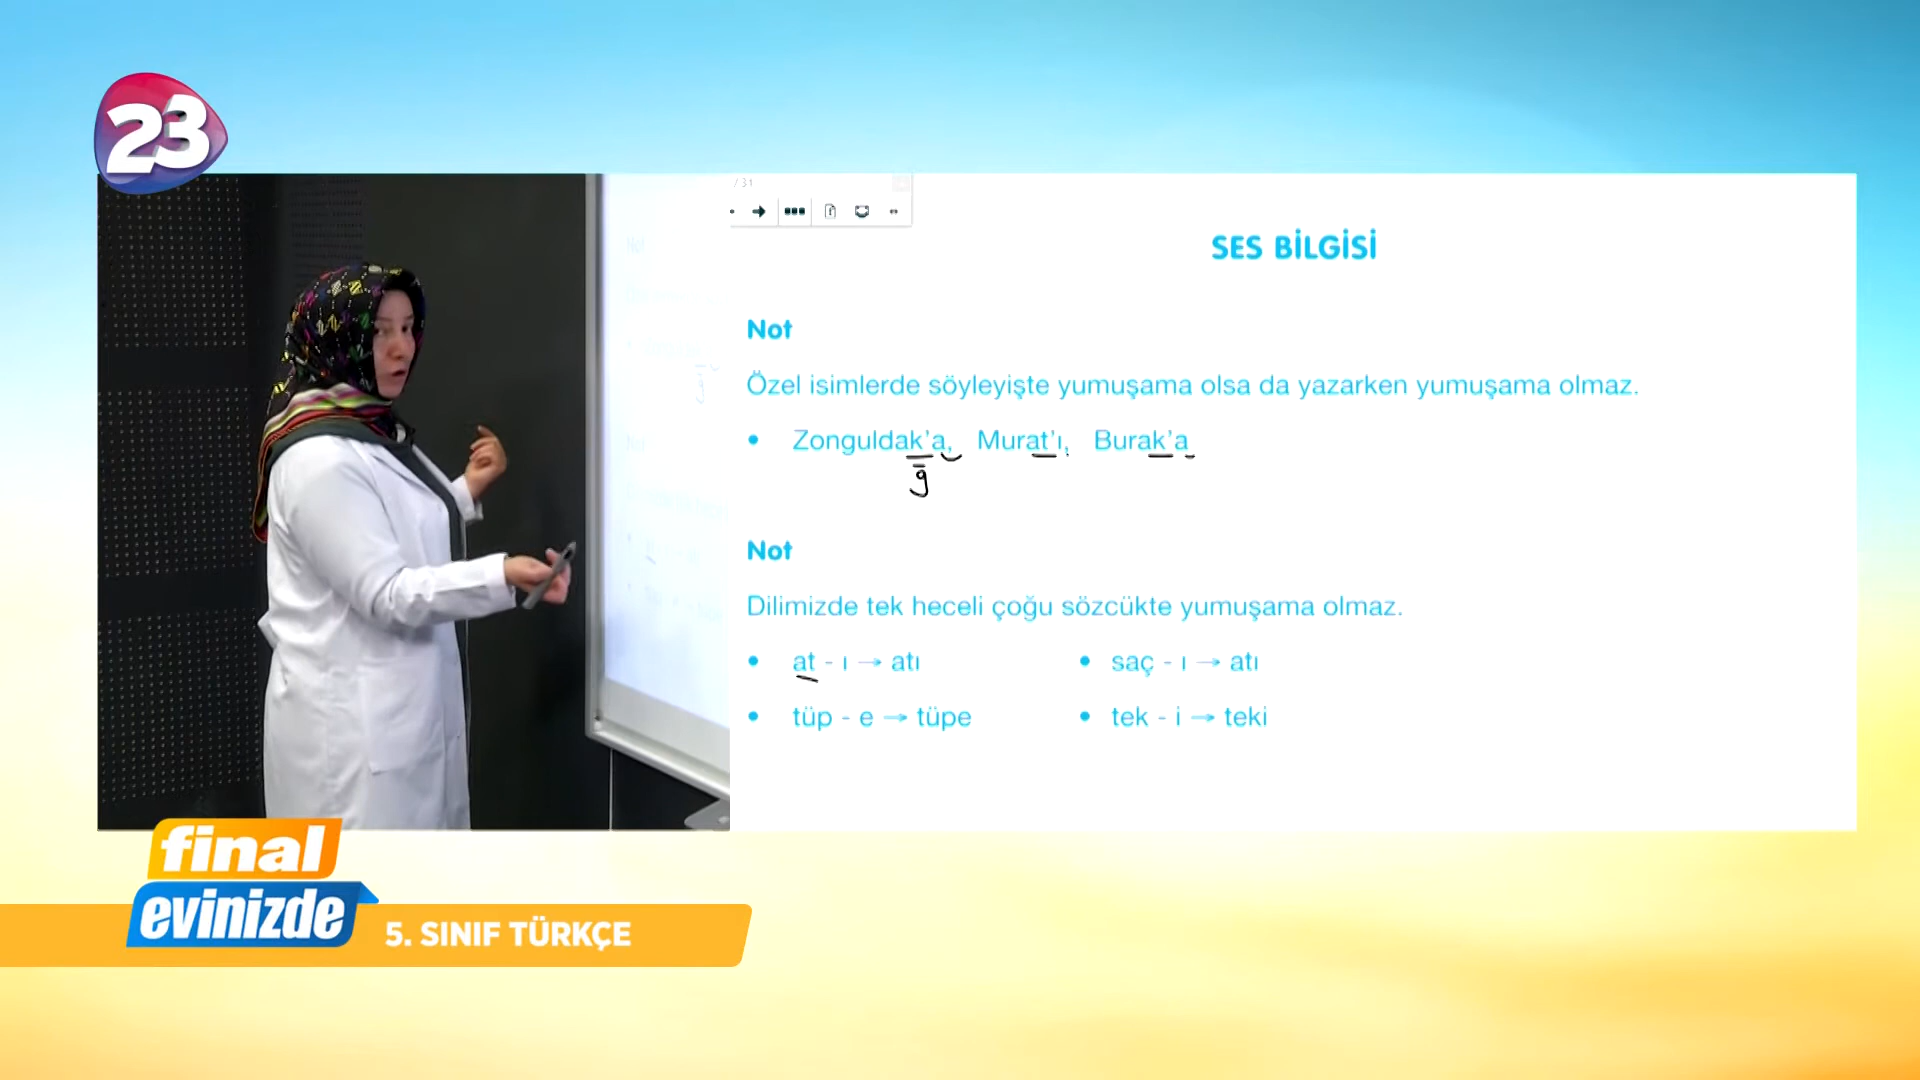 23
/ 31
SES BİLGİSİ
Not
Özel isimlerde söyleyişte yumuşama olsa da yazarken yumuşama olmaz.
• Zonguldak’a, Murat’ı, Burak’a
ğ
Not
Dilimizde tek heceli çoğu sözcükte yumuşama olmaz.
• at - ı → atı • saç - ı → atı
• tüp - e → tüpe • tek - i → teki
final
evinizde
5. SINIF TÜRKÇE